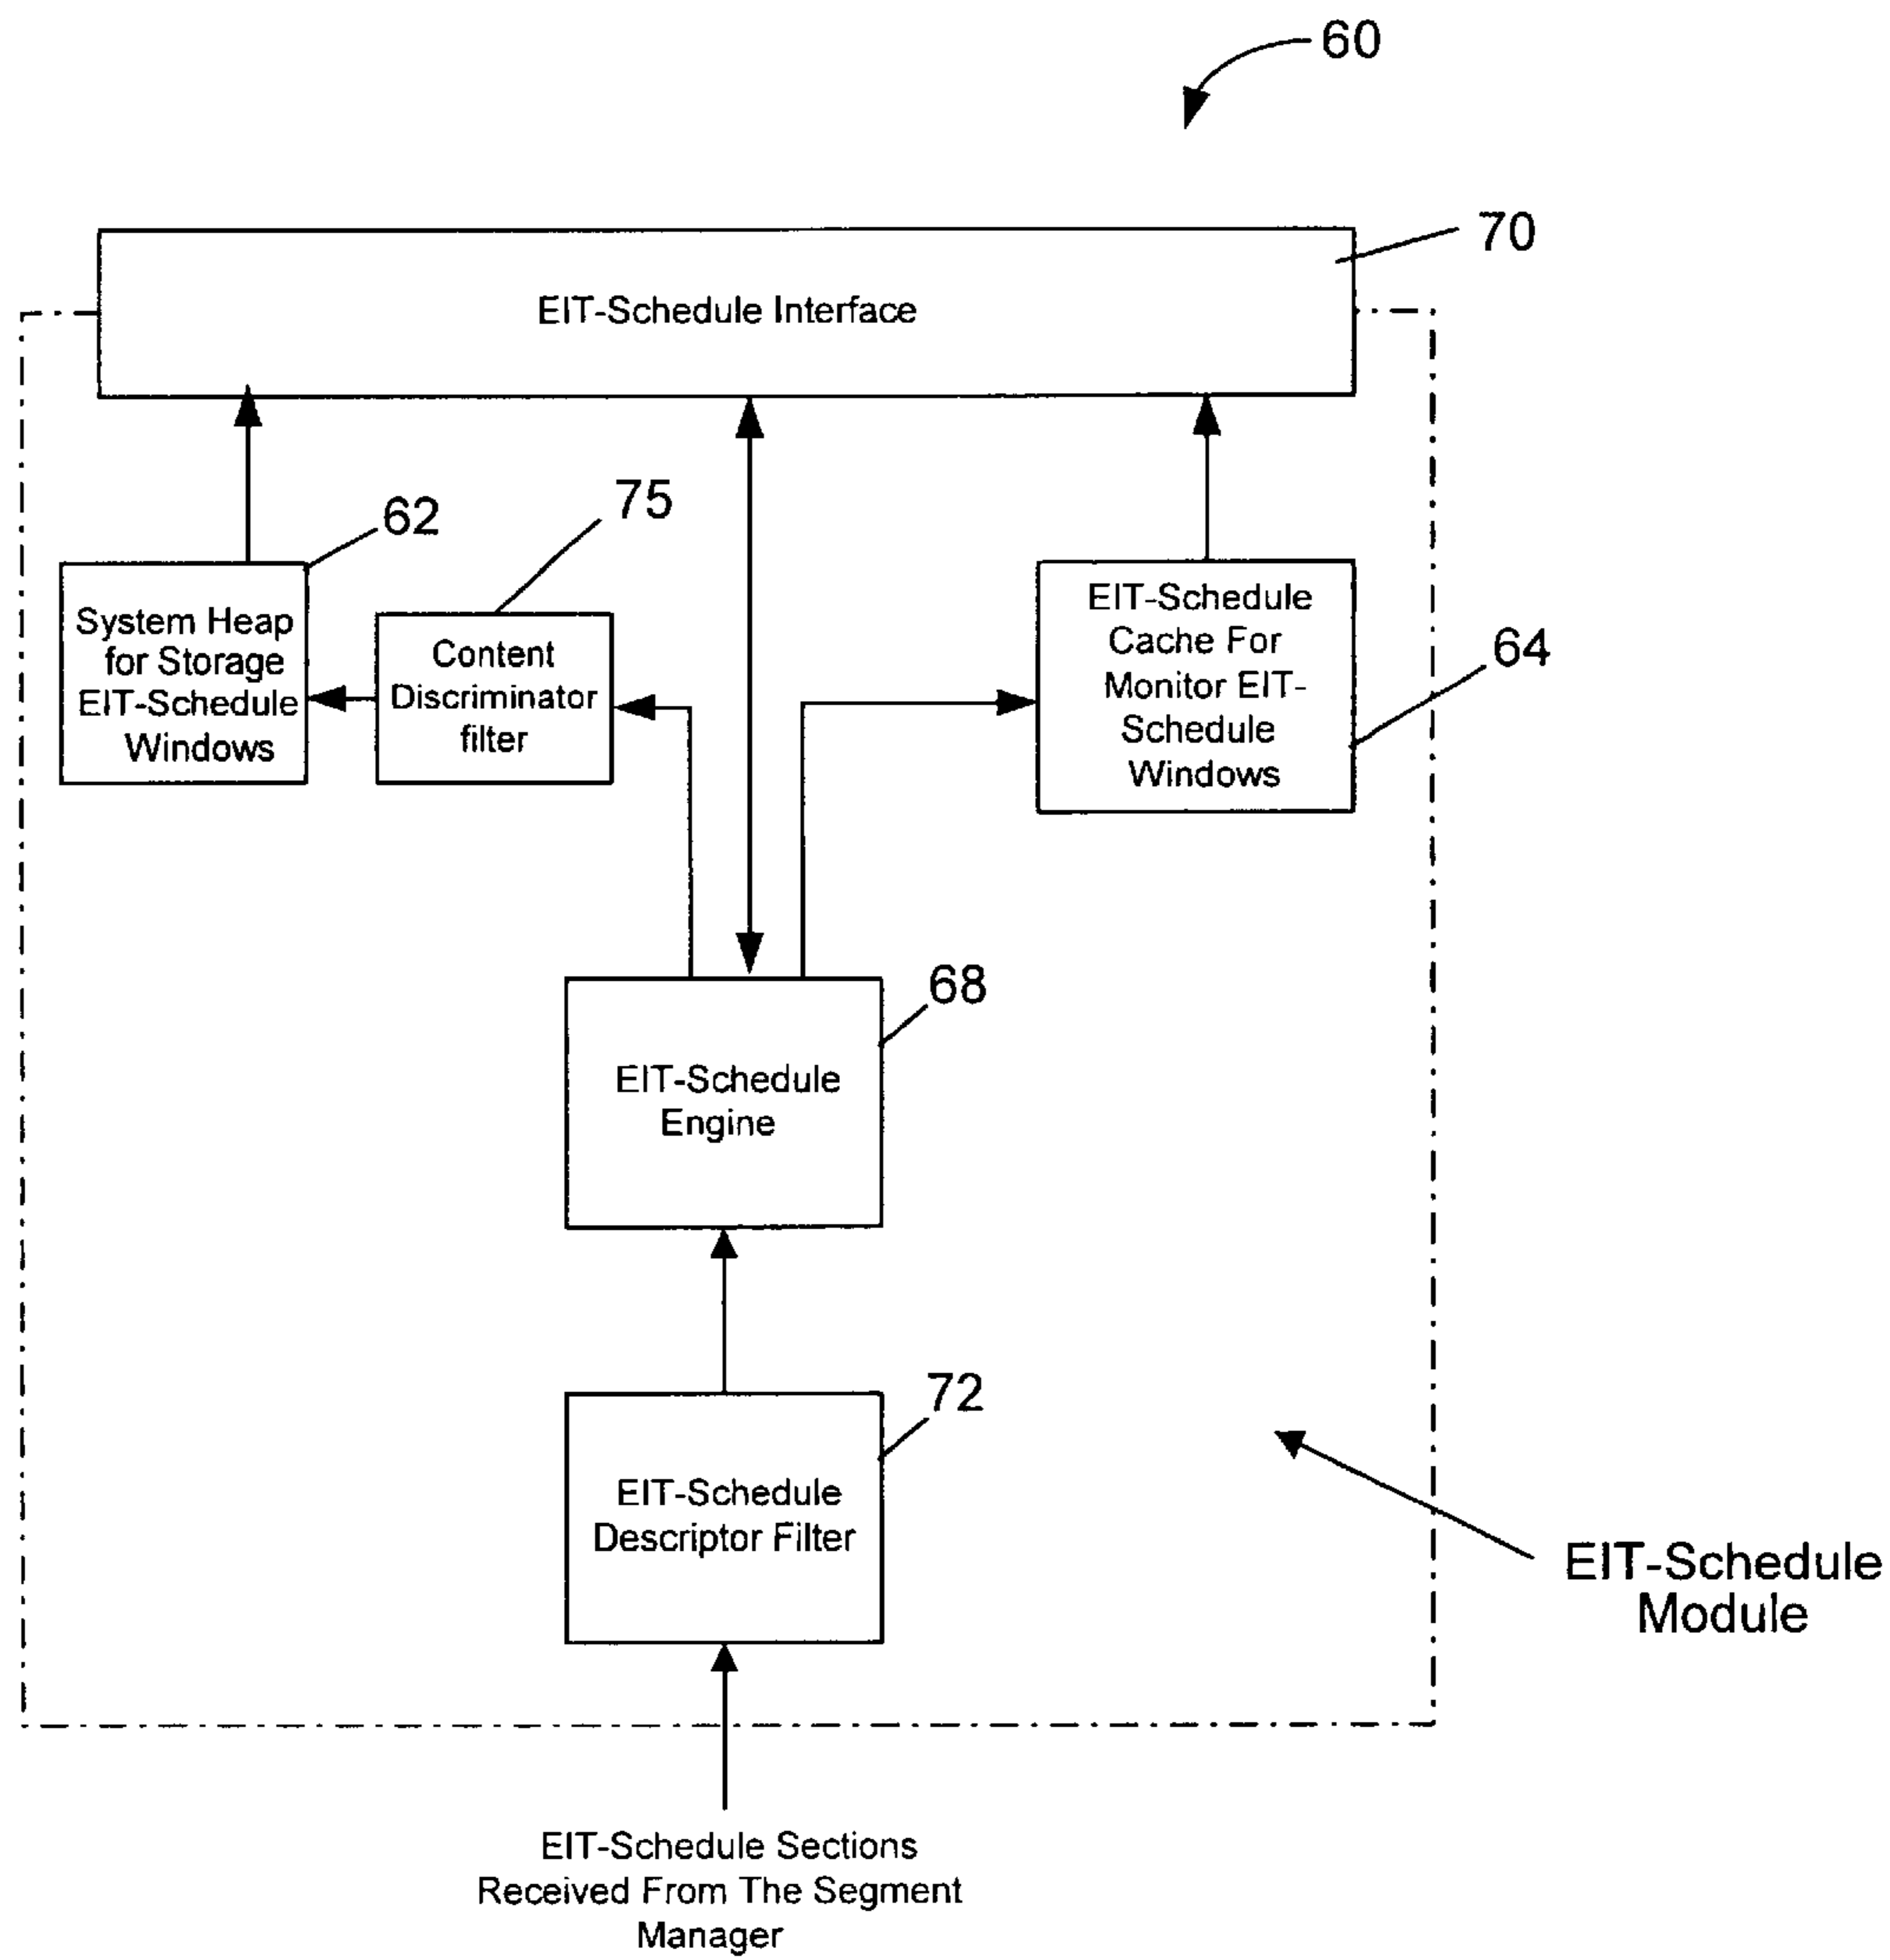 60
70
EIT-Schedule Interface
62
75
System Heap
for Storage
EIT-Schedule
Windows
Content
Discriminator
filter
EIT-Schedule
Cache For
Monitor EIT-
Schedule
Windows
64
68
EIT-Schedule
Engine
72
EIT-Schedule
Descriptor Filter
EIT-Schedule
Module
EIT-Schedule Sections
Received From The Segment
Manager